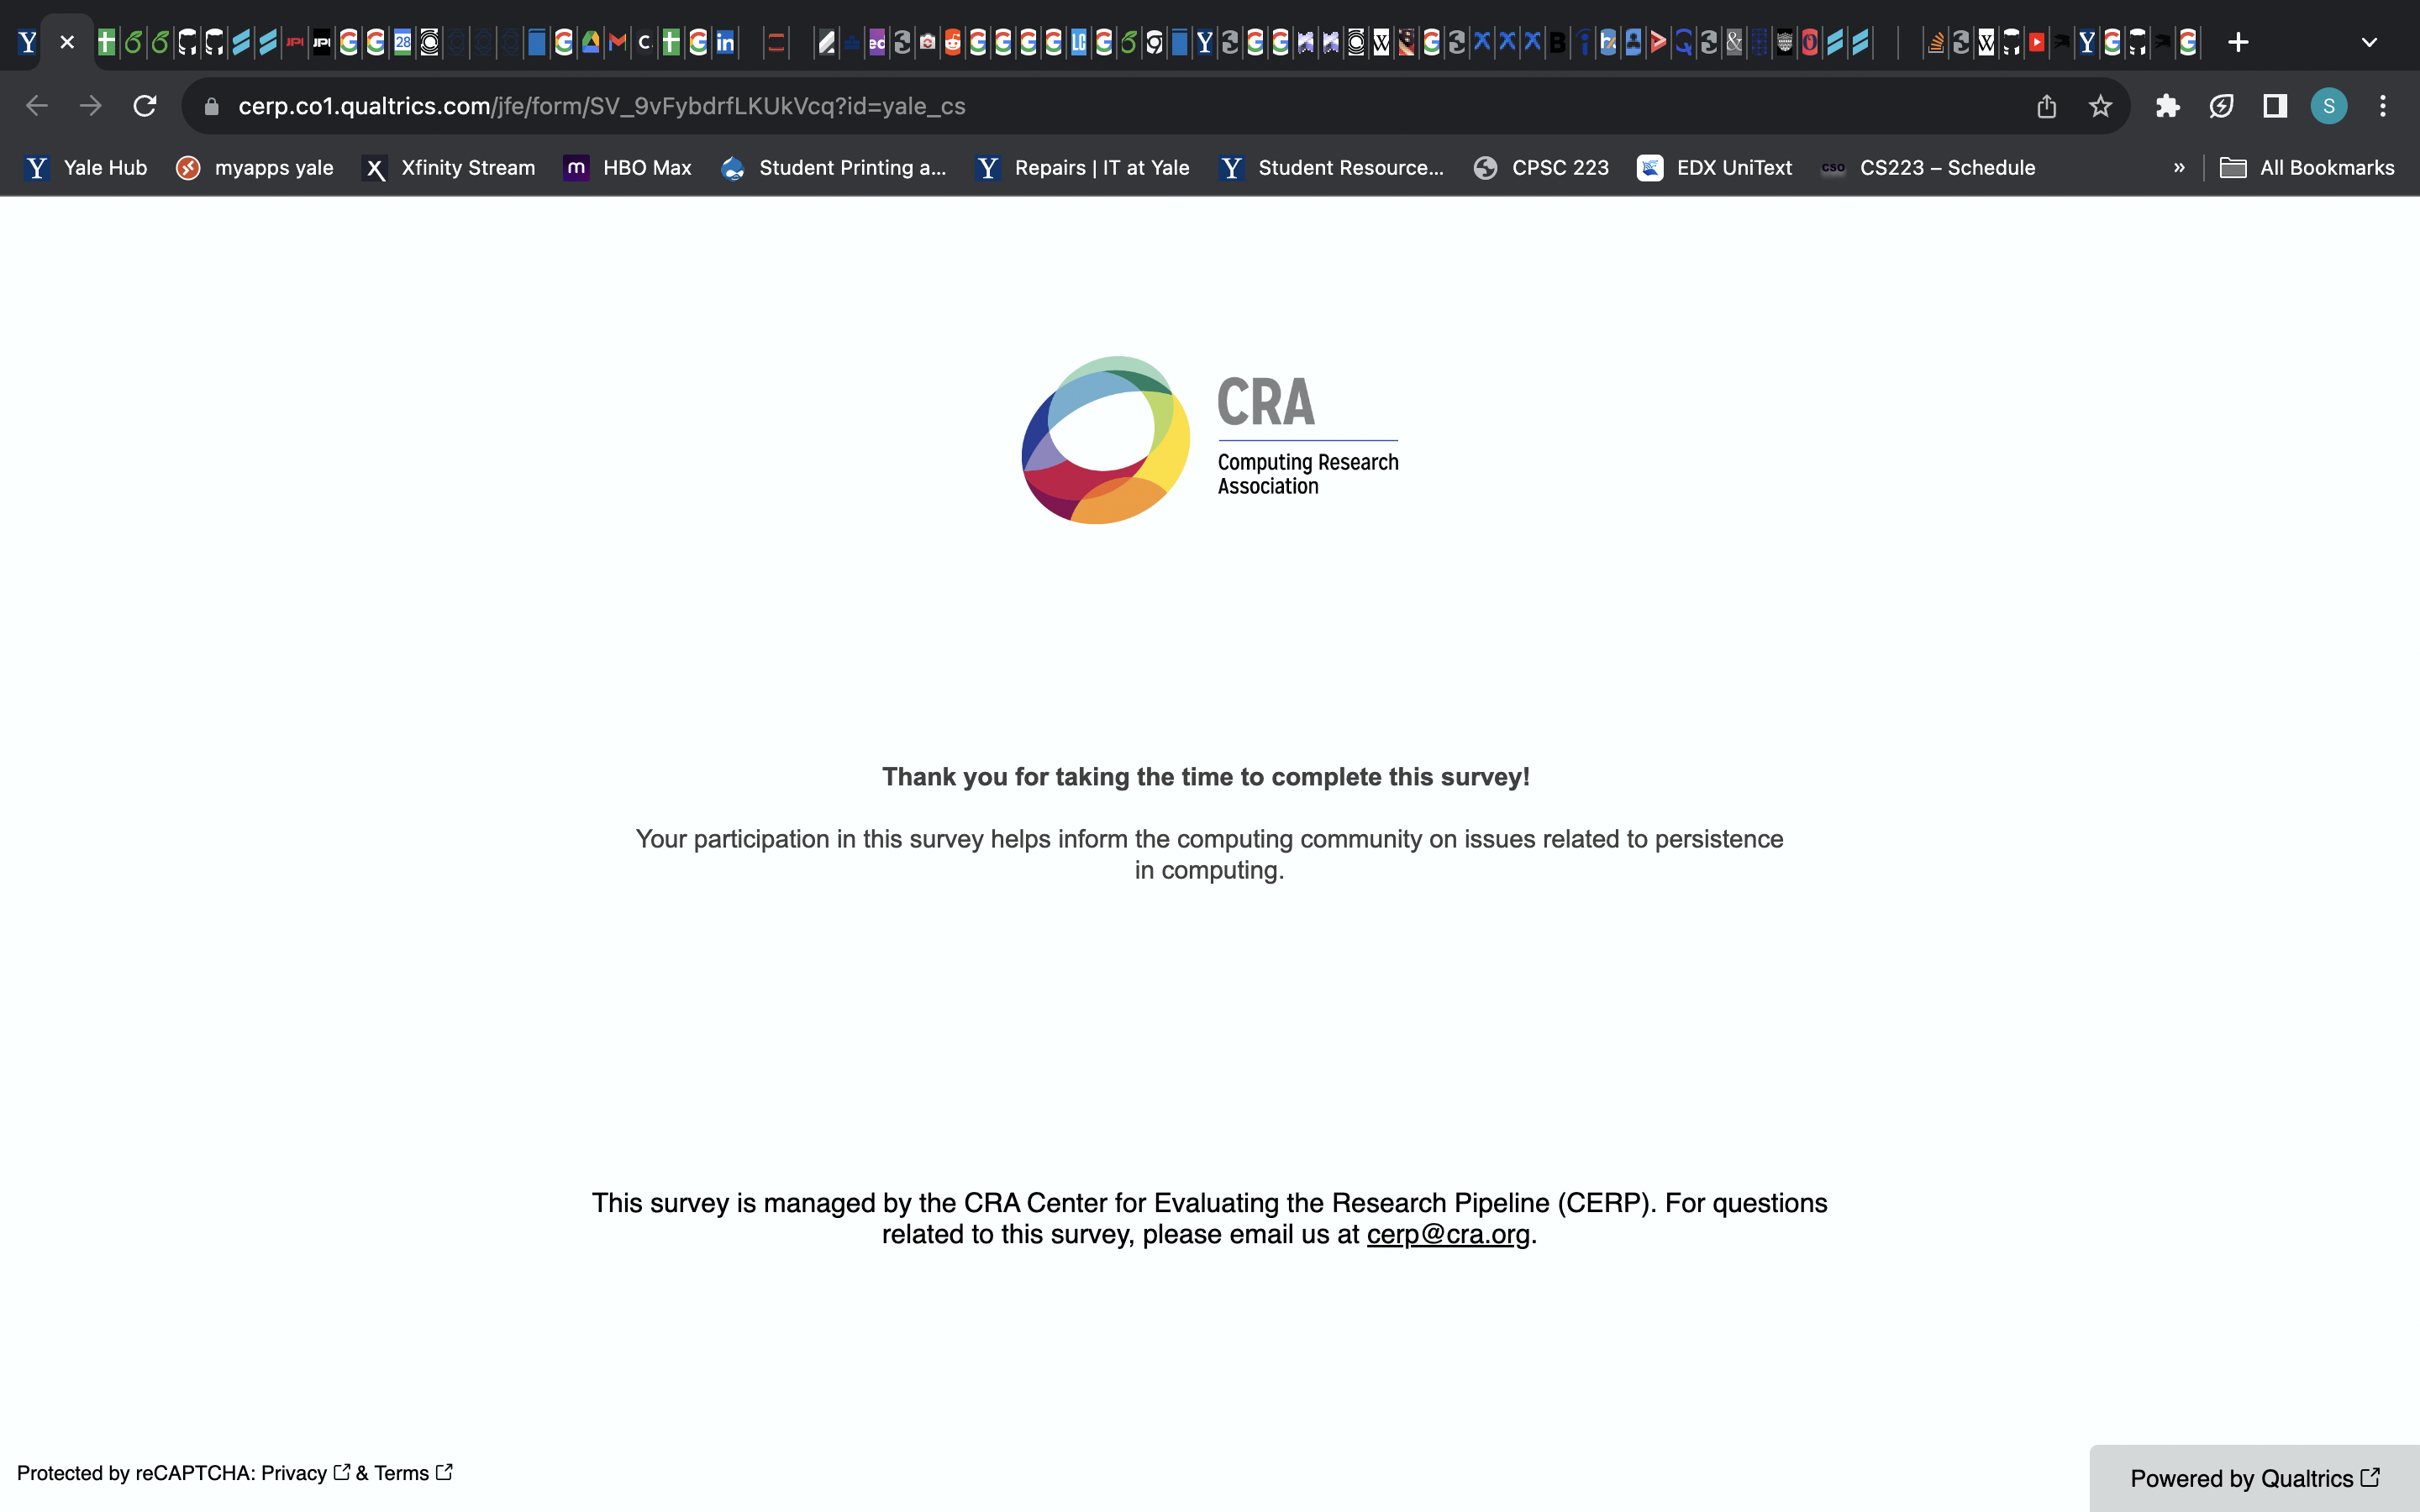 cerp.co1.qualtrics.com/jfe/form/SV_9vFybdrfLKUkVcq?id=yale_cs
S
Yale Hub
myapps yale
Xfinity Stream
HBO Max
Student Printing a...
Repairs | IT at Yale
Student Resource...
CPSC 223
EDX UniText
CS223 – Schedule
»
All Bookmarks
CRA
Computing Research
Association
Thank you for taking the time to complete this survey!
Your participation in this survey helps inform the computing community on issues related to persistence
in computing.
This survey is managed by the CRA Center for Evaluating the Research Pipeline (CERP). For questions
related to this survey, please email us at cerp@cra.org.
Protected by reCAPTCHA: Privacy & Terms
Powered by Qualtrics